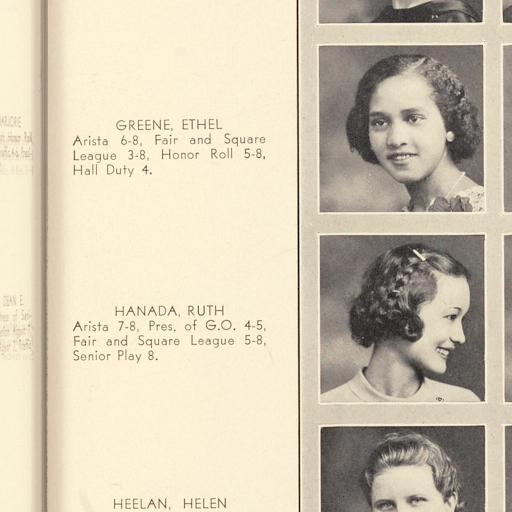 GREENE, ETHEL
Arista 6-8, Fair and Square
League 3-8, Honor Roll 5-8,
Hall Duty 4.
HANADA, RUTH
Arista 7-8, Pres. of G.O. 4-5,
Fair and Square League 5-8,
Senior Play 8.
HEELAN, HELEN
DEAN E.